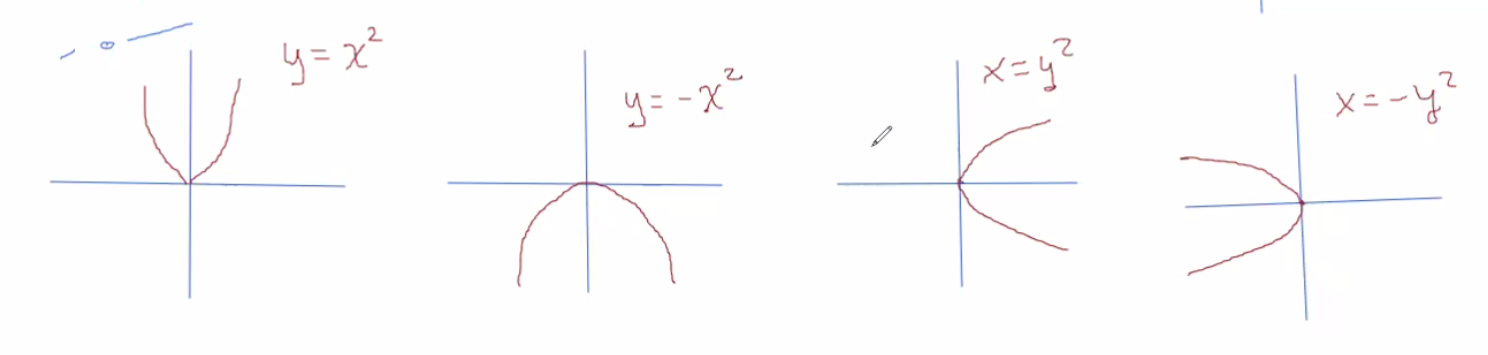 y = x²
y = -x²
x = y²
x = -y²